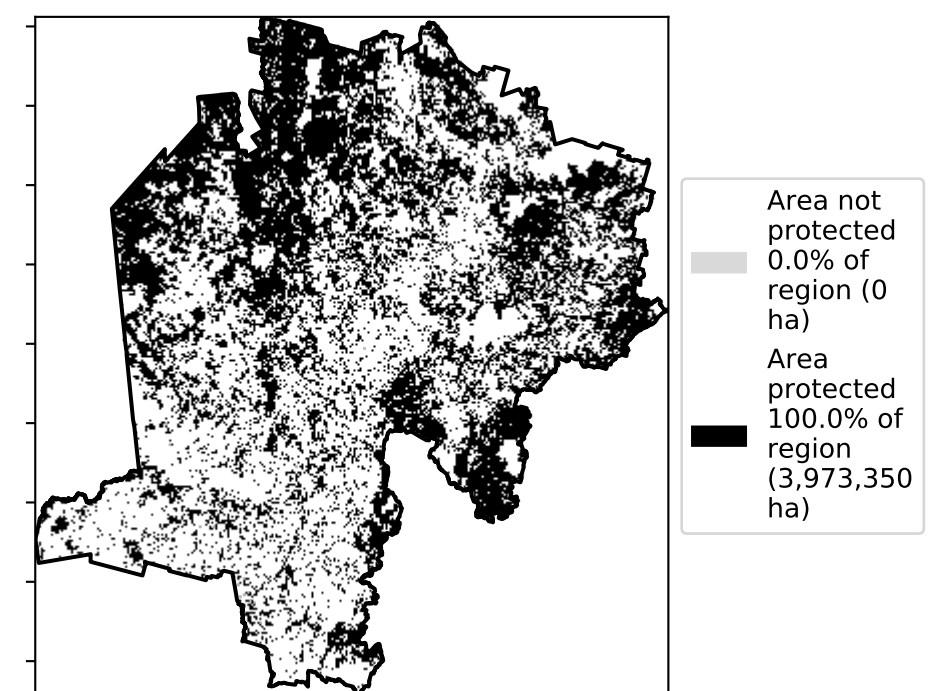 Area not
protected
0.0% of
region (0
ha)
Area
protected
100.0% of
region
(3,973,350
ha)